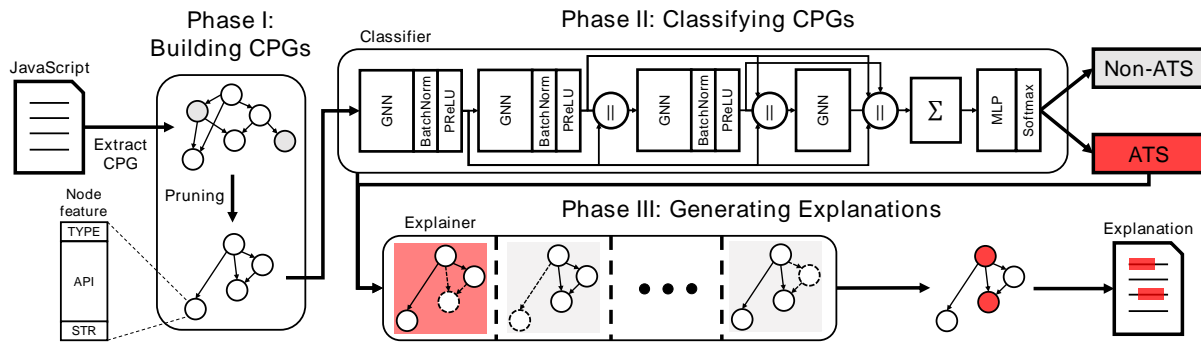 Phase I:
Building CPGs
Phase II: Classifying CPGs
JavaScript
Extract
CPG
Pruning
Node
feature
TYPE
API
STR
Classifier
GNN
BatchNorm
PReLU
GNN
BatchNorm
PReLU
||
GNN
BatchNorm
PReLU
||
GNN
||
Σ
MLP
Softmax
Non-ATS
ATS
Phase III: Generating Explanations
Explainer
Explanation